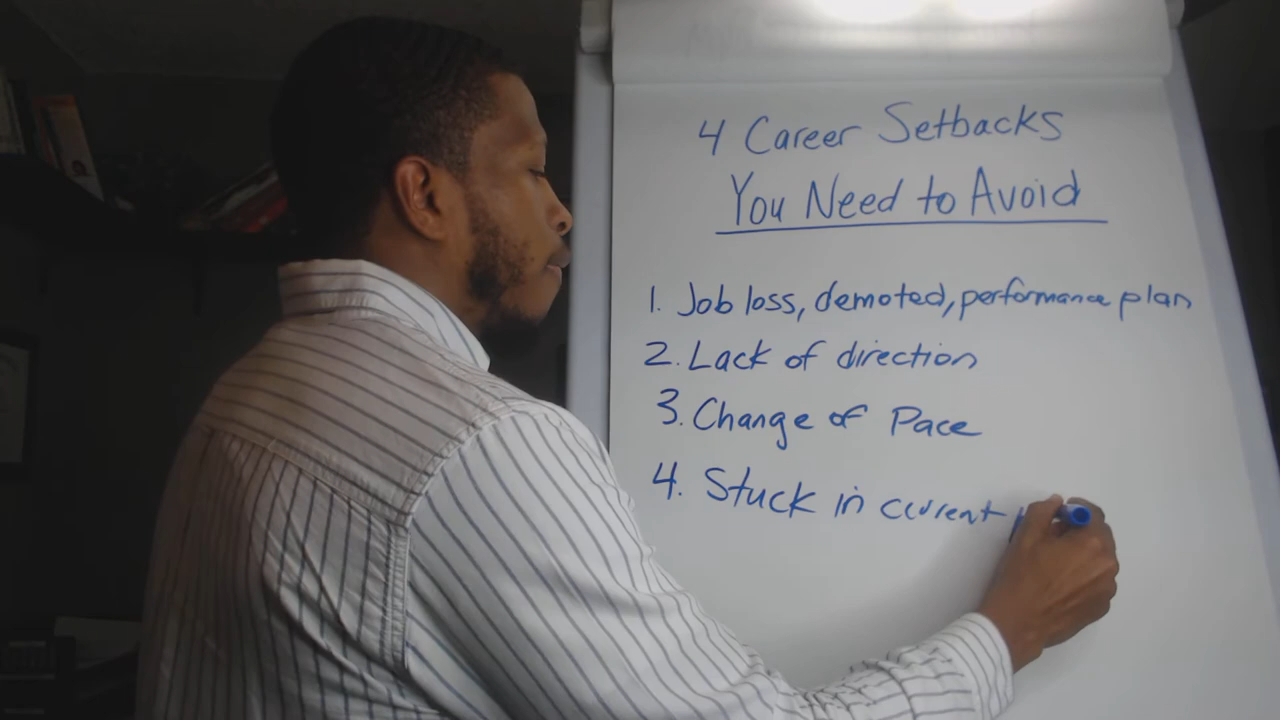 4 Career Setbacks
You Need to Avoid
1. Job loss, demoted, performance plan
2. Lack of direction
3. Change of Pace
4. Stuck in current